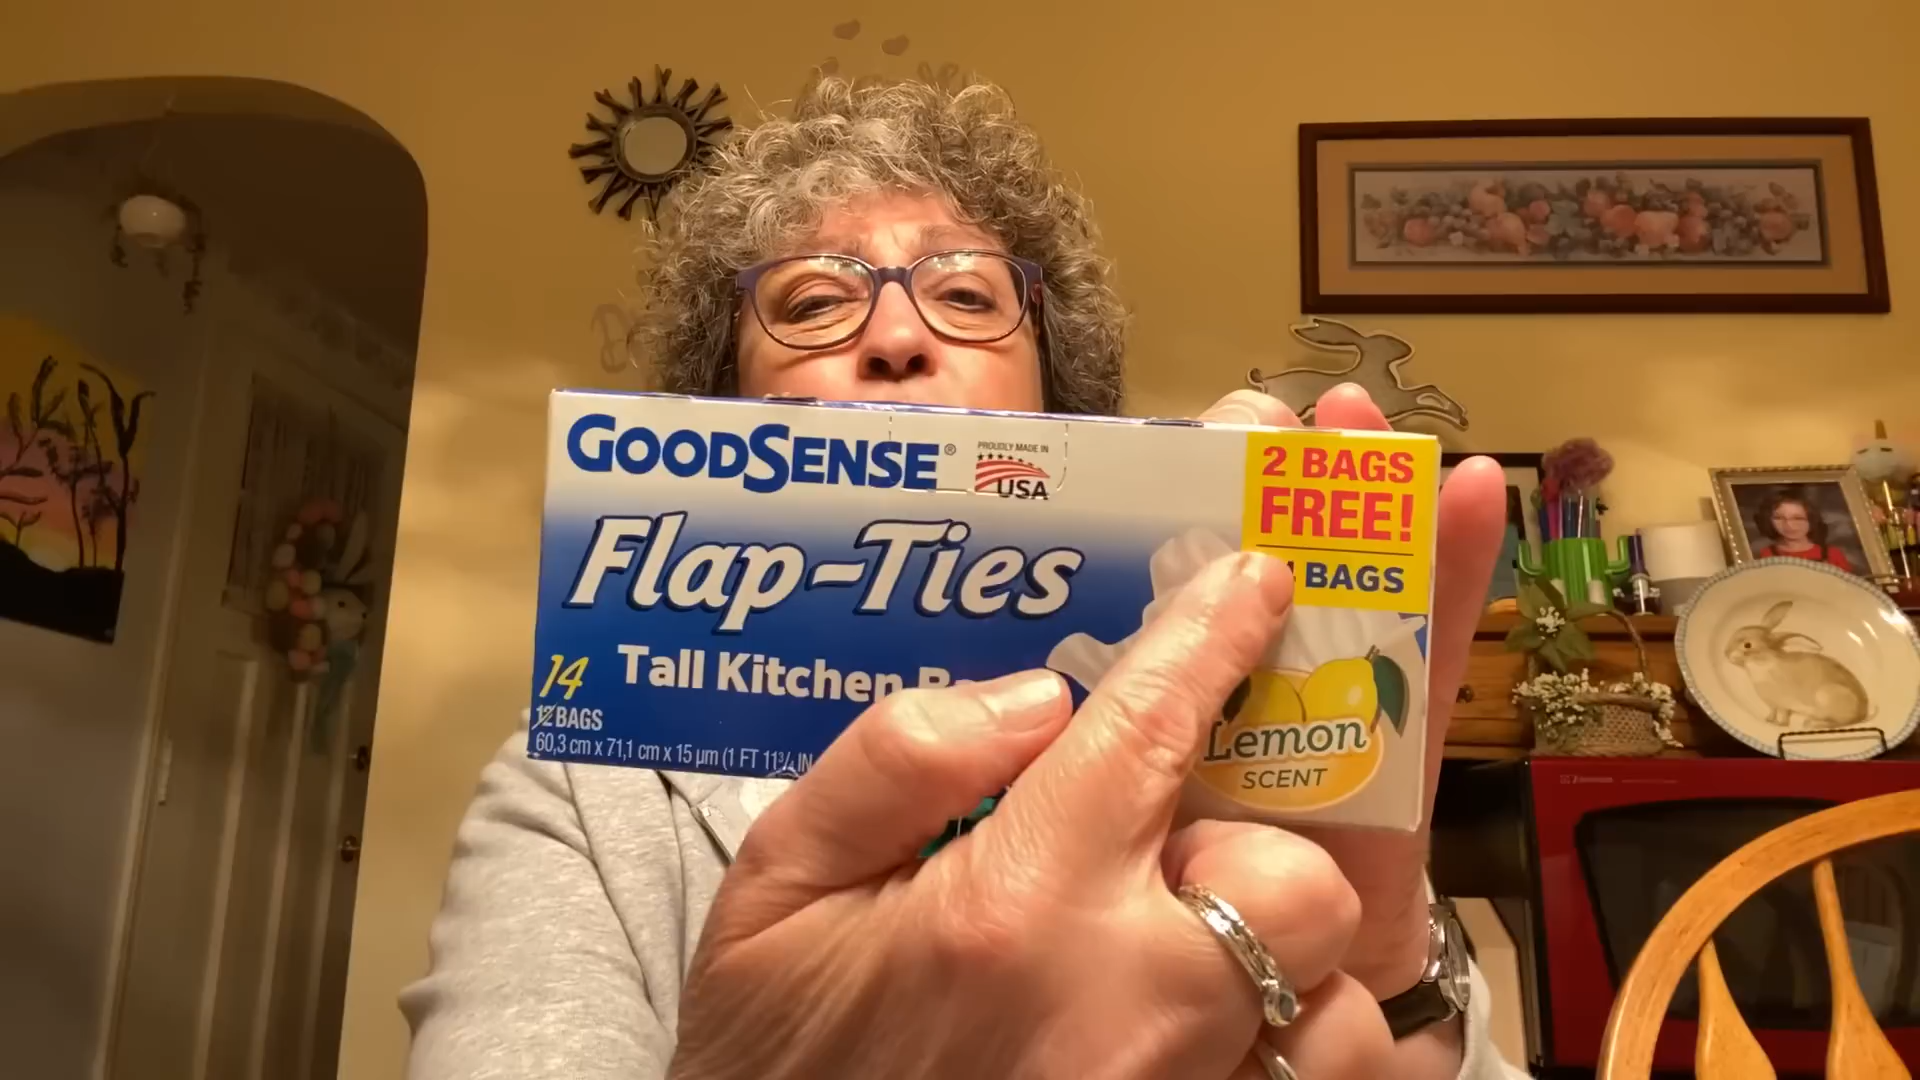 GOODSENSE®
PROUDLY MADE IN
USA
2 BAGS
FREE!
BAGS
Flap-Ties
14
Tall Kitchen
12 BAGS
60,3 cm x 71,1 cm x 15 µm (1 FT 11¾ IN
Lemon
SCENT